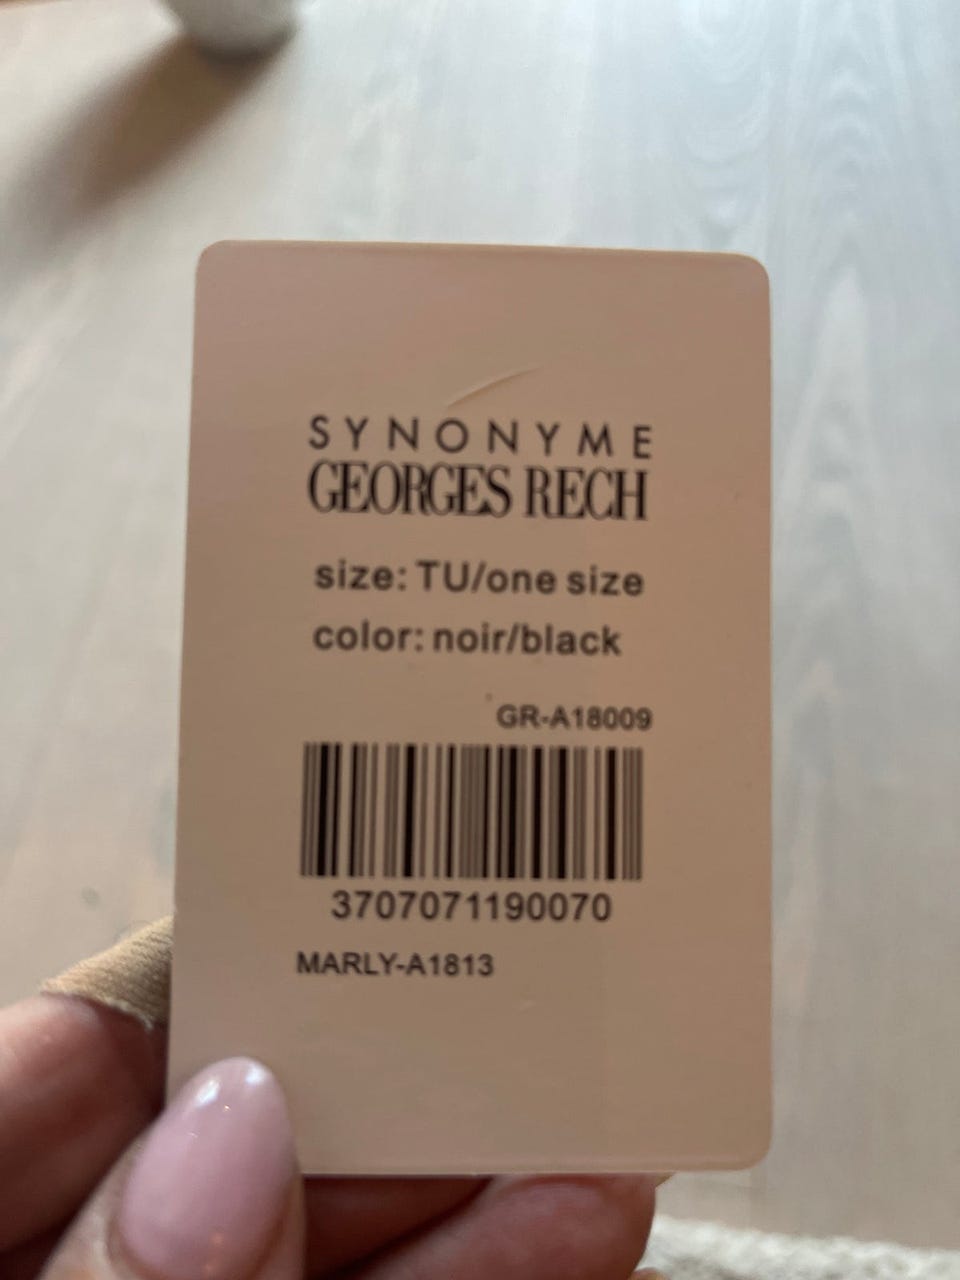 SYNONYME
GEORGES RECH
size: TU/one size
color: noir/black
GR-A18009
3707071190070
MARLY-A1813